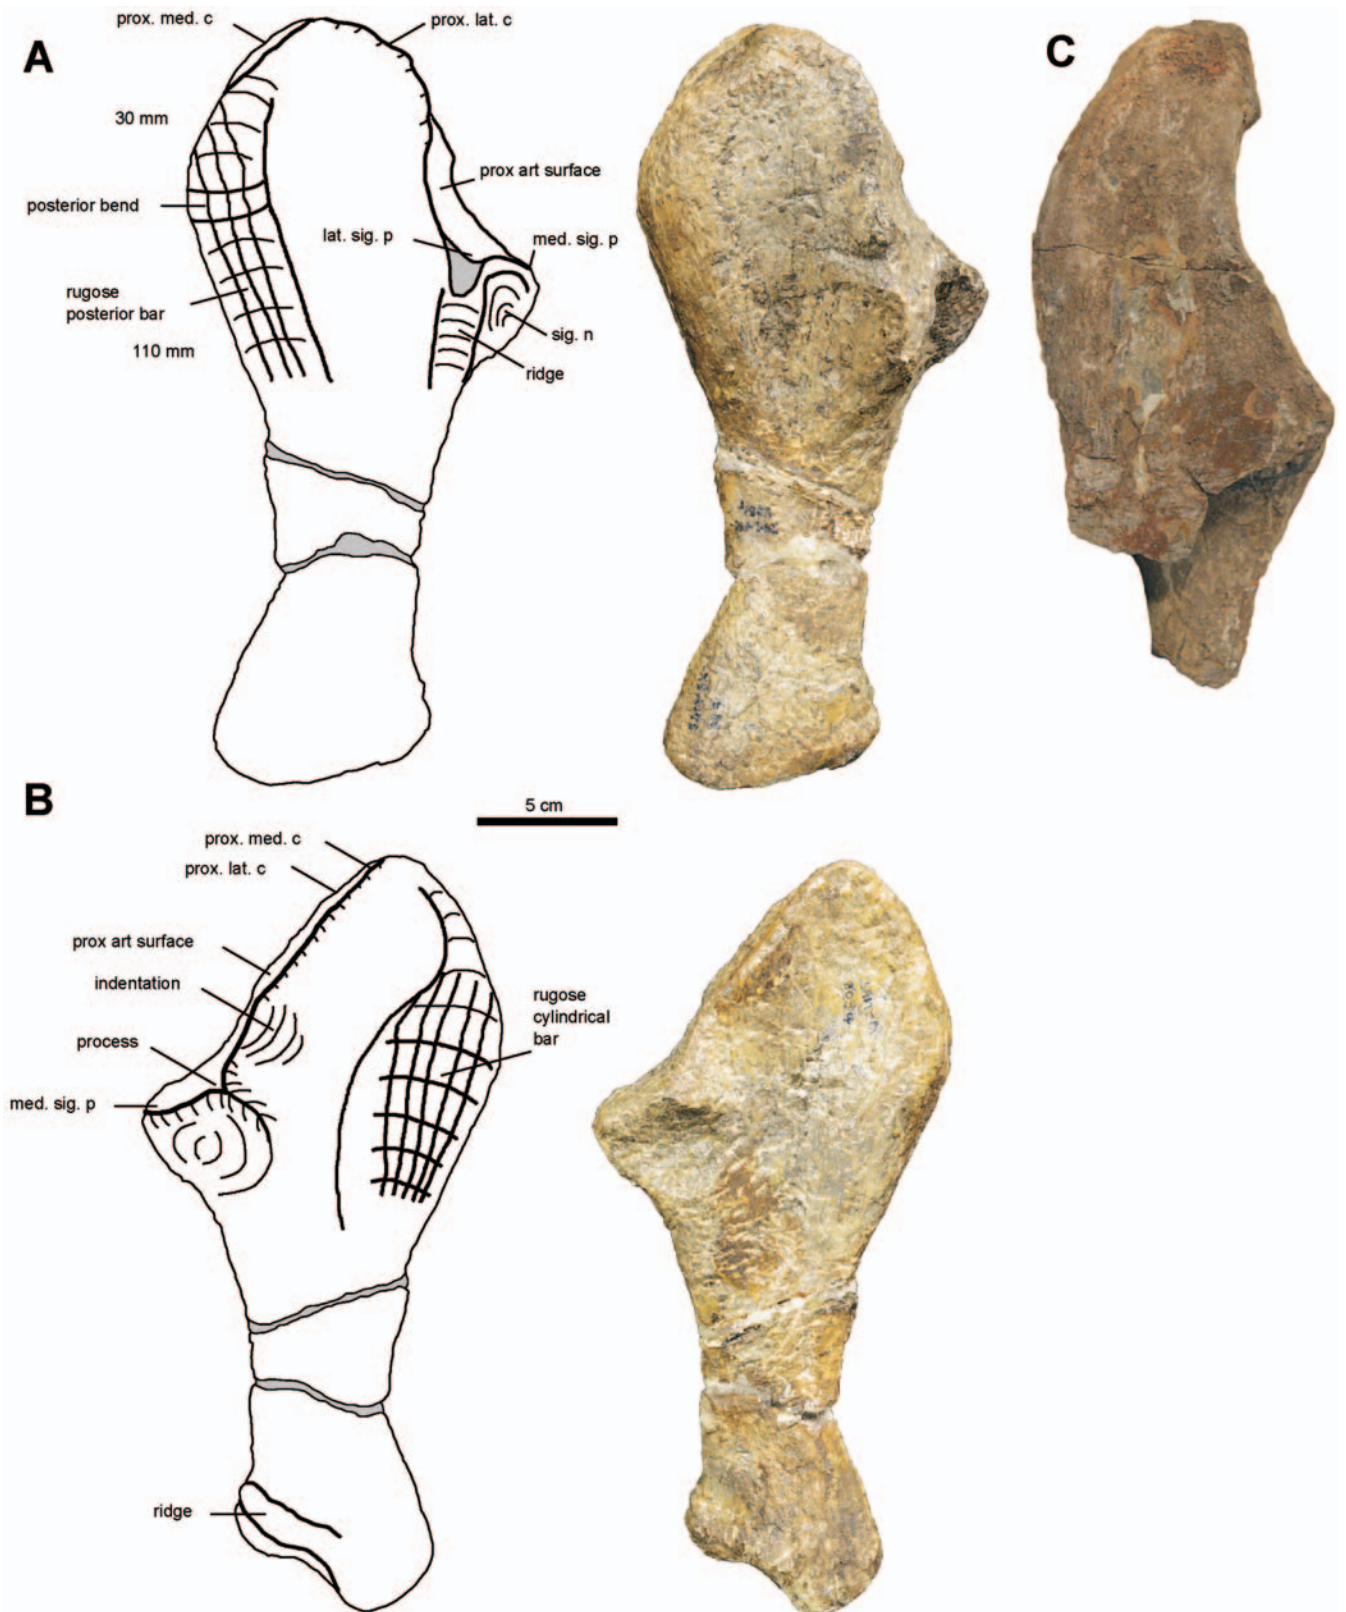 A
prox. med. c
prox. lat. c
C
30 mm
prox art surface
posterior bend
lat. sig. p
med. sig. p
rugose
posterior bar
sig. n
110 mm
ridge
B
5 cm
prox. med. c
prox. lat. c
prox art surface
indentation
rugose
cylindrical
bar
process
med. sig. p
ridge